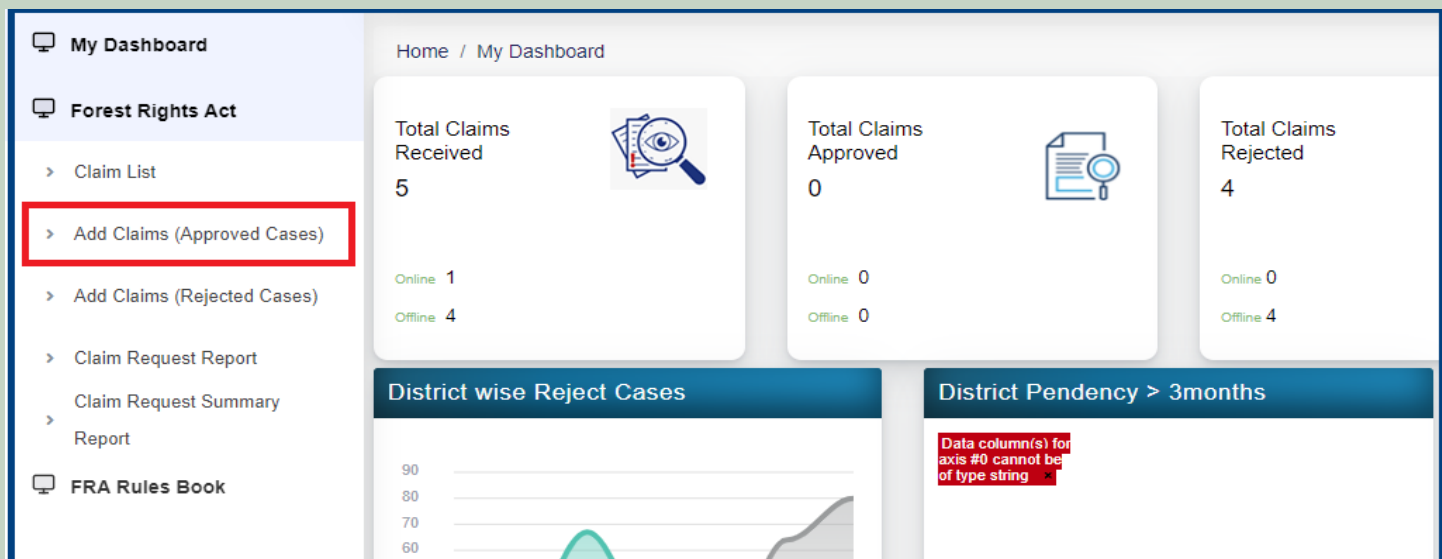 My Dashboard
Forest Rights Act
Claim List
Add Claims (Approved Cases)
Add Claims (Rejected Cases)
Claim Request Report
Claim Request Summary
Report
FRA Rules Book
Home / My Dashboard
Total Claims
Received
5
Online 1
Offline 4
Total Claims
Approved
0
Online 0
Offline 0
Total Claims
Rejected
4
Online 0
Offline 4
District wise Reject Cases
90
80
70
60
District Pendency > 3months
Data column(s) for
axis #0 cannot be
of type string ×